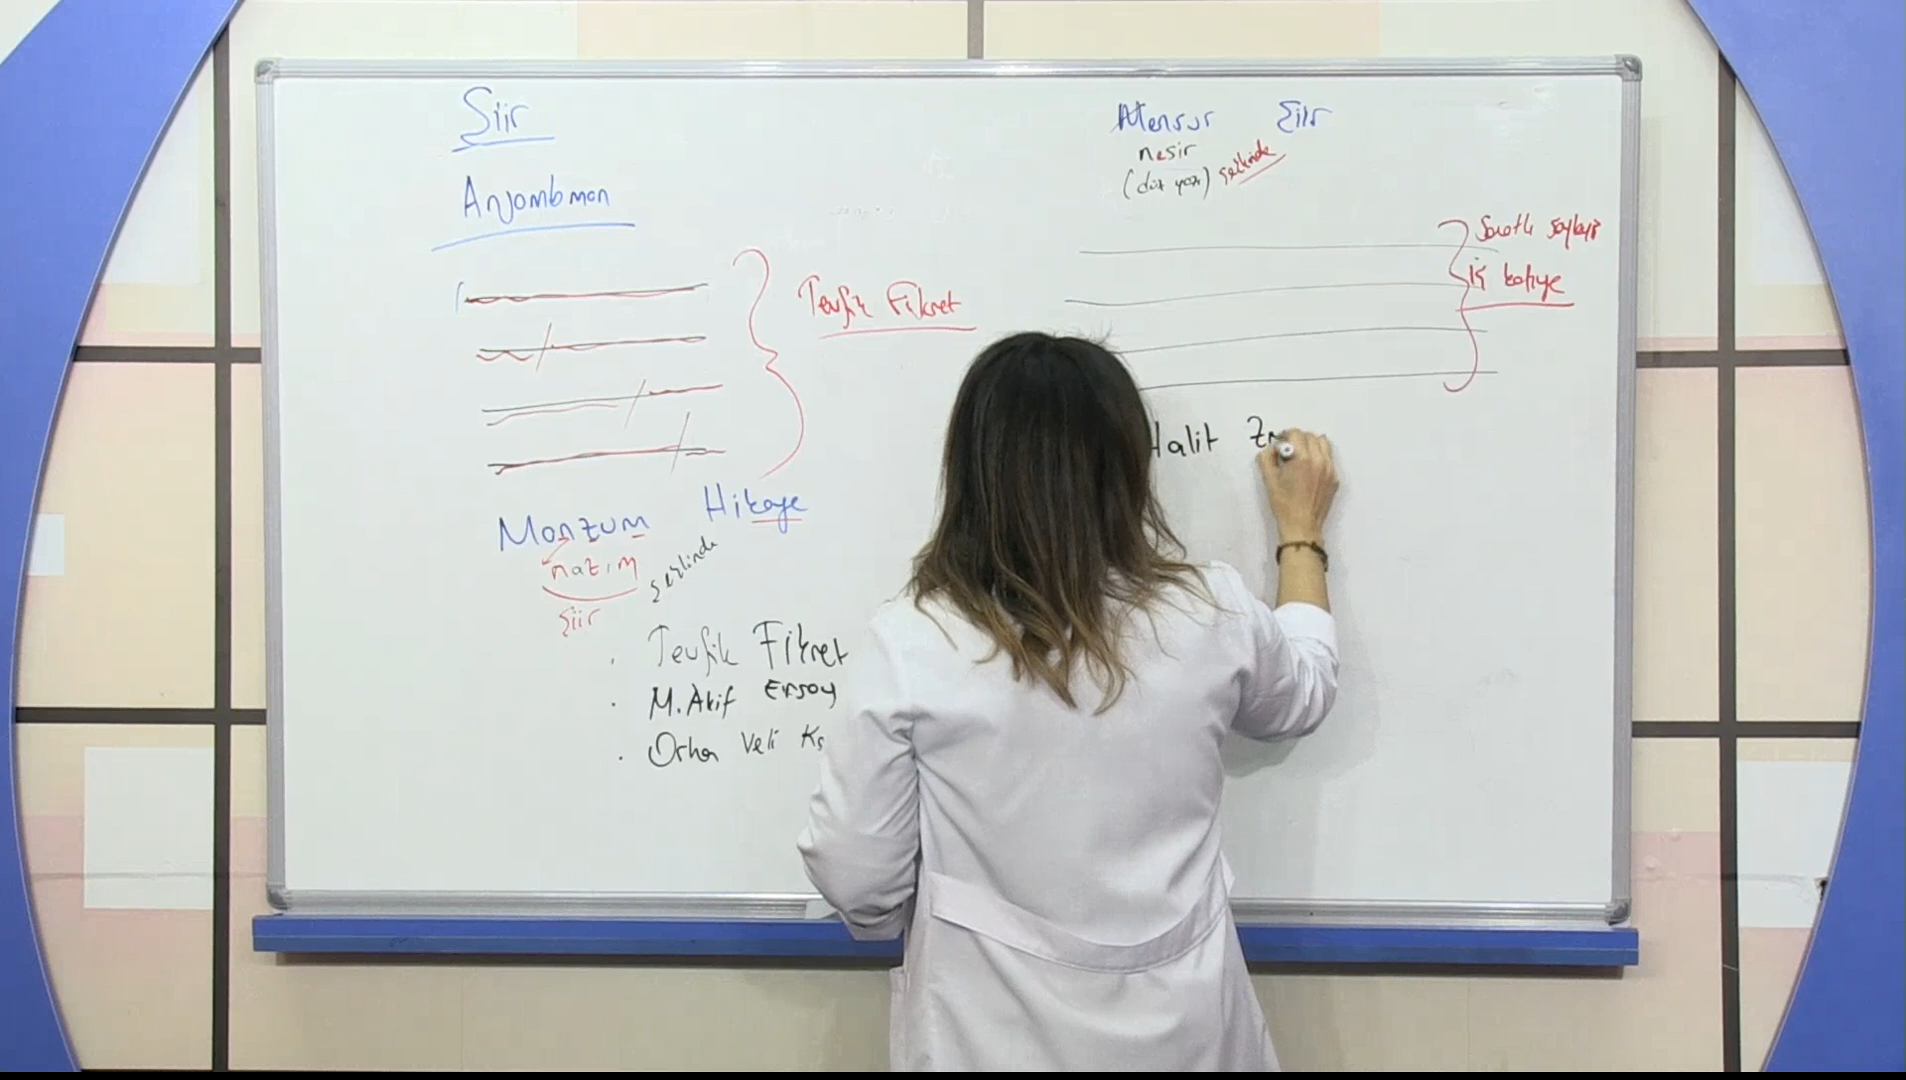 Şiir
Anjambman
Tevfik Fikret
Manzum Hikaye
nazım şeklinde
şiir
. Tevfik Fikret
. M. Akif Ersoy
. Orhan Veli
Mensur Şiir
nesir
(düz yazı) şeklinde
Sanatlı söyleyiş
iç kafiye
Halit